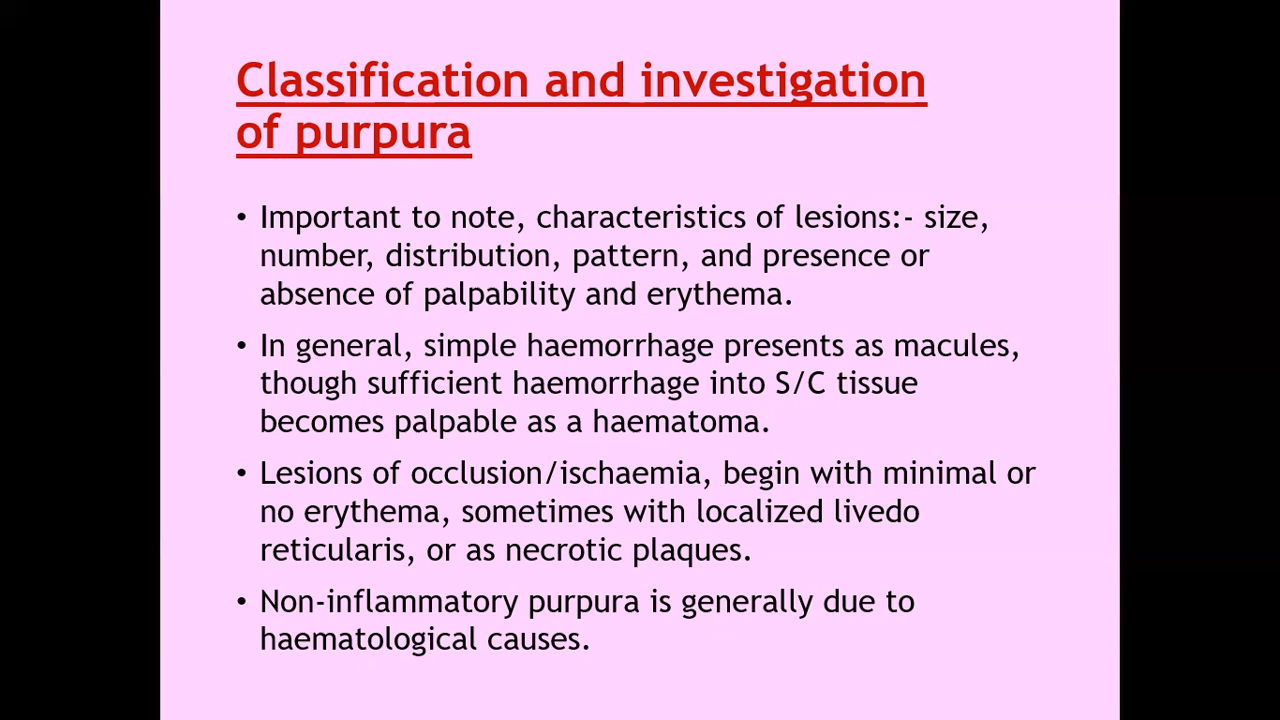 Classification and investigation
of purpura
• Important to note, characteristics of lesions:- size,
number, distribution, pattern, and presence or
absence of palpability and erythema.
• In general, simple haemorrhage presents as macules,
though sufficient haemorrhage into S/C tissue
becomes palpable as a haematoma.
• Lesions of occlusion/ischaemia, begin with minimal or
no erythema, sometimes with localized livedo
reticularis, or as necrotic plaques.
• Non-inflammatory purpura is generally due to
haematological causes.